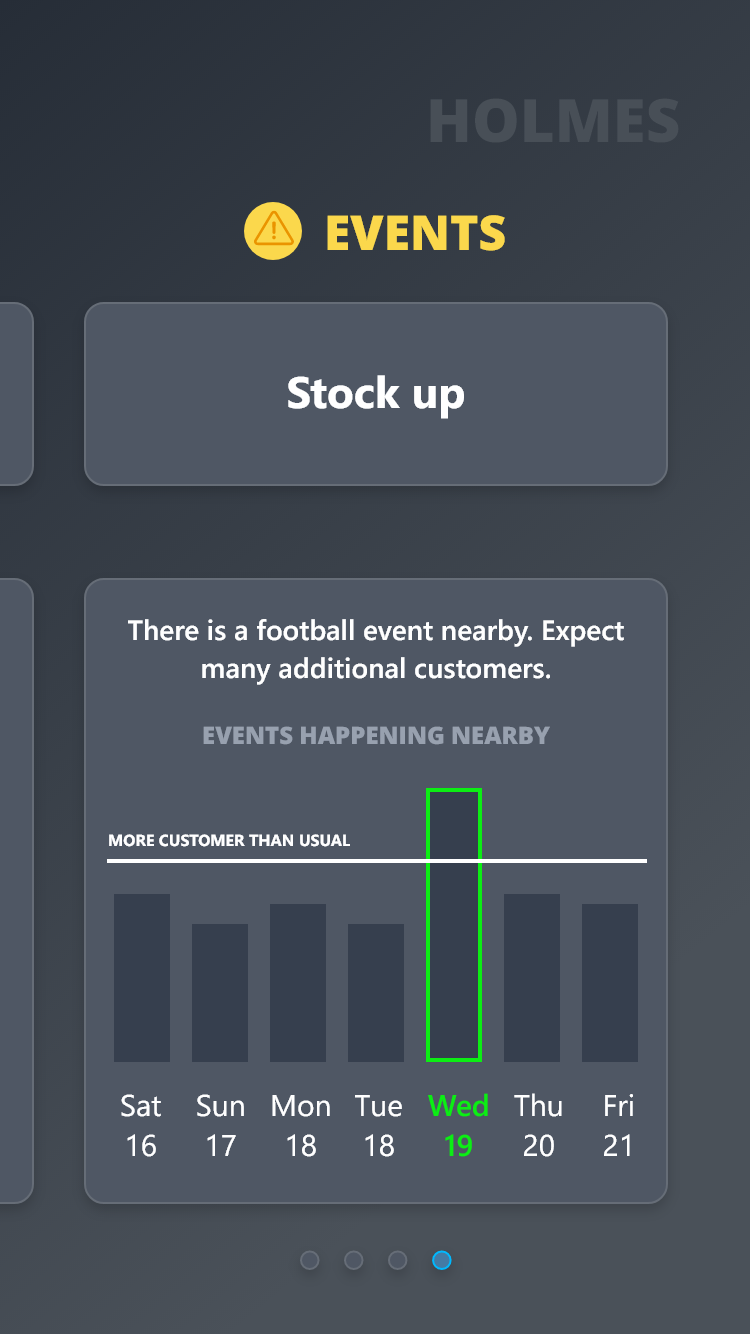 HOLMES
EVENTS
Stock up
There is a football event nearby. Expect
many additional customers.
EVENTS HAPPENING NEARBY
MORE CUSTOMER THAN USUAL
Sat Sun Mon Tue Wed Thu Fri
16 17 18 18 19 20 21